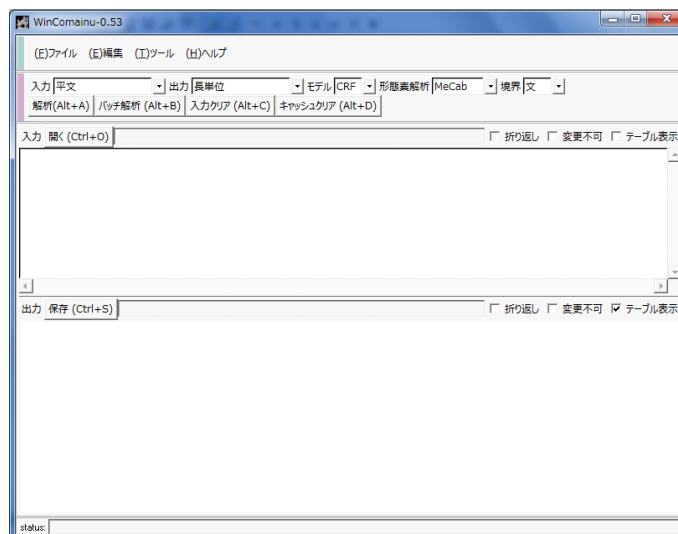 WinComainu-0.53
(F)ファイル (E)編集 (T)ツール (H)ヘルプ
入力 平文 出力 長単位 モデル CRF 形態素解析 MeCab 境界 文
解析(Alt+A) バッチ解析 (Alt+B) 入力クリア (Alt+C) キャッシュクリア (Alt+D)
入力 開く (Ctrl+O) 折り返し 変更不可 テーブル表示
出力 保存 (Ctrl+S) 折り返し 変更不可 テーブル表示
status: